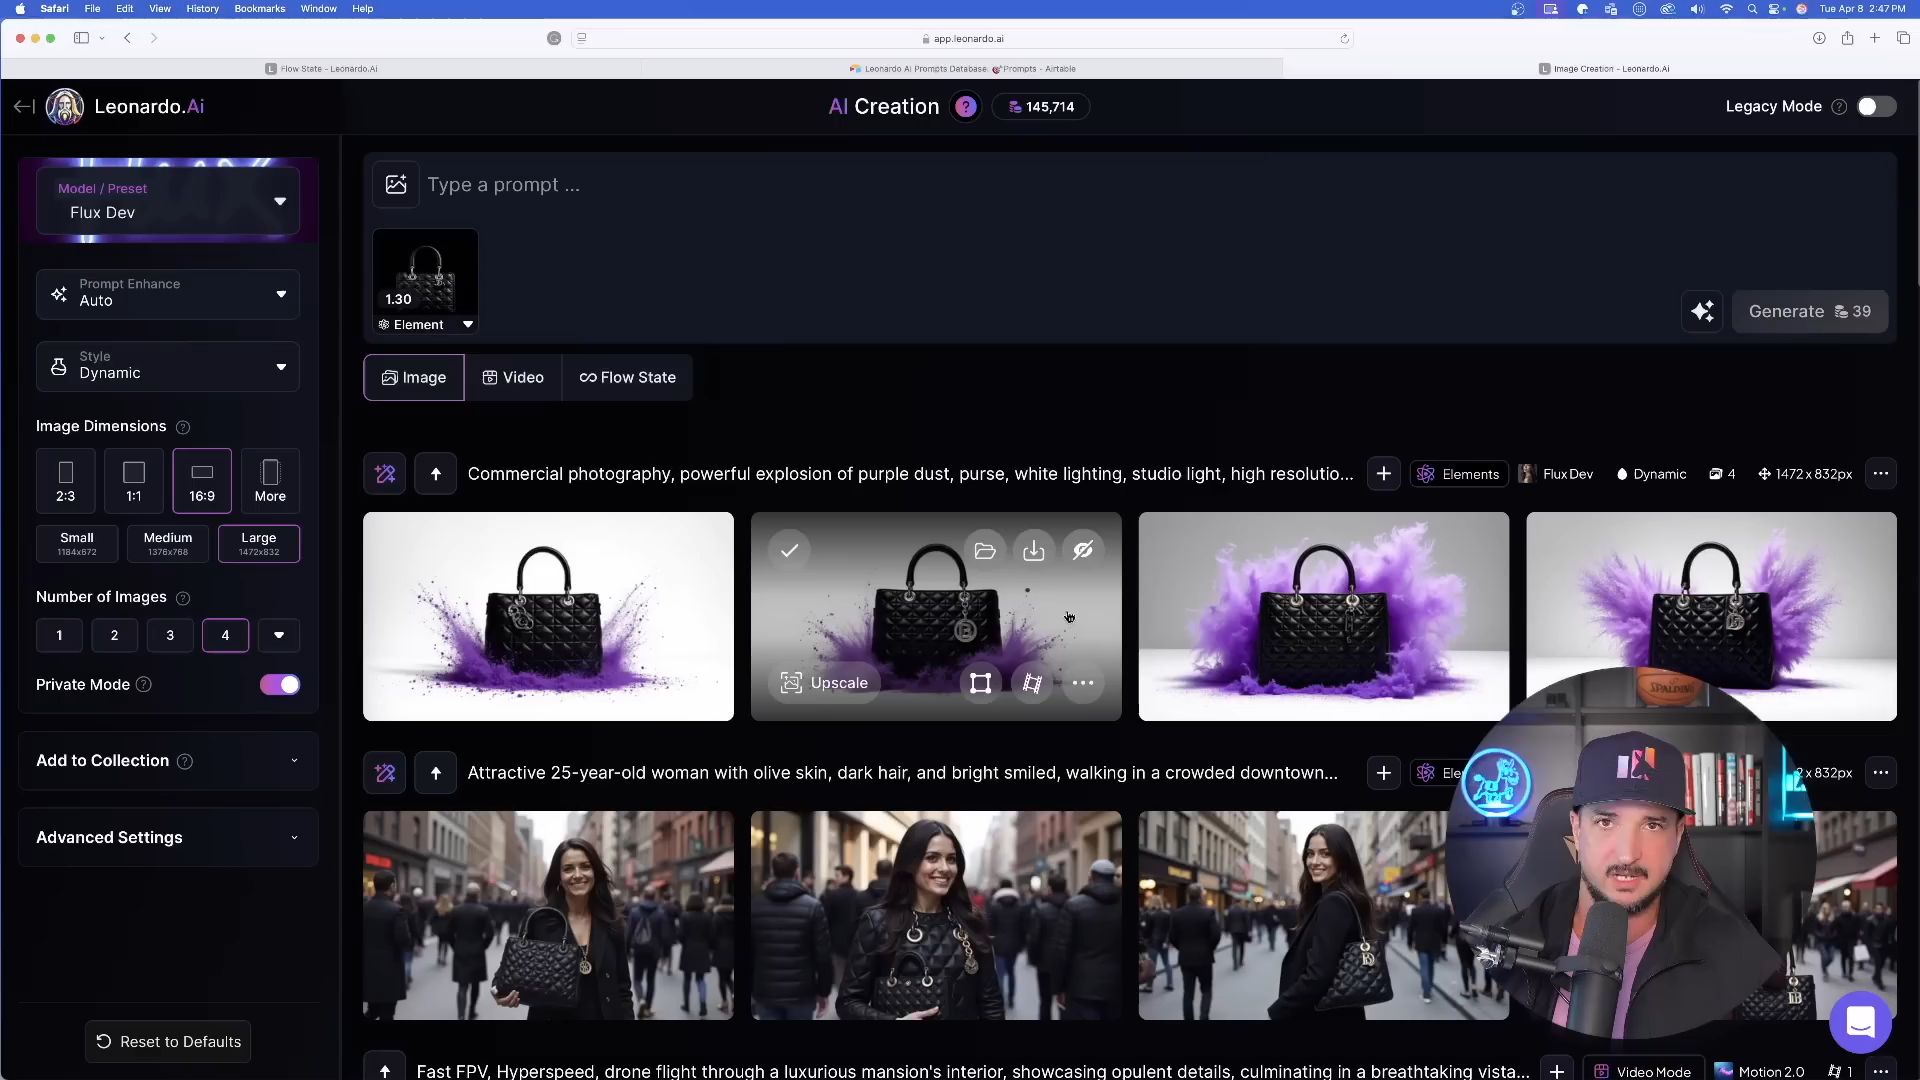 Safari File Edit View History Bookmarks Window Help
Tue Apr 8 2:47 PM
app.leonardo.ai
L Flow State - Leonardo.Ai
Leonardo Ai Prompts Database: Prompts - Airtable
L Image Creation - Leonardo.Ai
Leonardo.Ai
AI Creation ? 145,714
Legacy Mode ?
Model / Preset
Flux Dev
Prompt Enhance
Auto
Style
Dynamic
Image Dimensions ?
2:3 1:1 16:9 More
Small Medium Large
1184x672 1376x768 1472x832
Number of Images ?
1 2 3 4
Private Mode ?
Add to Collection ?
Advanced Settings
Reset to Defaults
Type a prompt ...
1.30
Element
Generate 39
Image Video Flow State
Commercial photography, powerful explosion of purple dust, purse, white lighting, studio light, high resolutio... + Elements Flux Dev Dynamic 4 1472 x 832px ...
Upscale
Attractive 25-year-old woman with olive skin, dark hair, and bright smiled, walking in a crowded downtown... + Ele 2 x 832px ...
SPALDING
Fast FPV, Hyperspeed, drone flight through a luxurious mansion's interior, showcasing opulent details, culminating in a breathtaking vista... + Video Mode Motion 2.0 1 ...